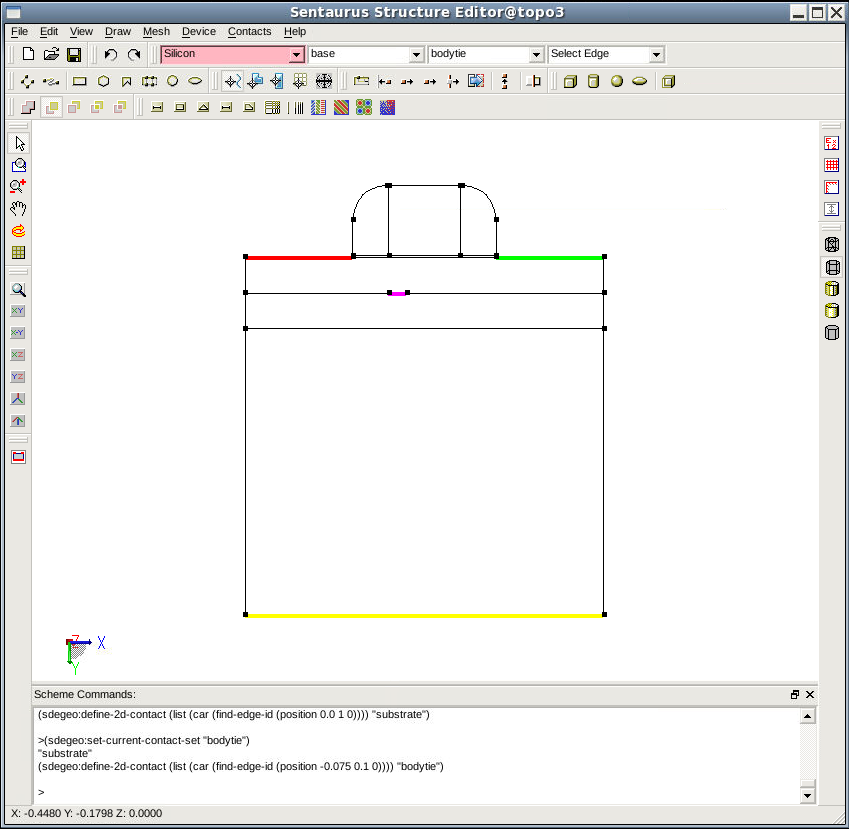 Sentaurus Structure Editor@topo3
File Edit View Draw Mesh Device Contacts Help
Silicon base bodytie Select Edge
XY
X-Y
XZ
YZ
Z X
Y
Scheme Commands:
(sdegeo:define-2d-contact (list (car (find-edge-id (position 0.0 1 0)))) "substrate")
>(sdegeo:set-current-contact-set "bodytie")
"substrate"
(sdegeo:define-2d-contact (list (car (find-edge-id (position -0.075 0.1 0)))) "bodytie")
>
X: -0.4480 Y: -0.1798 Z: 0.0000